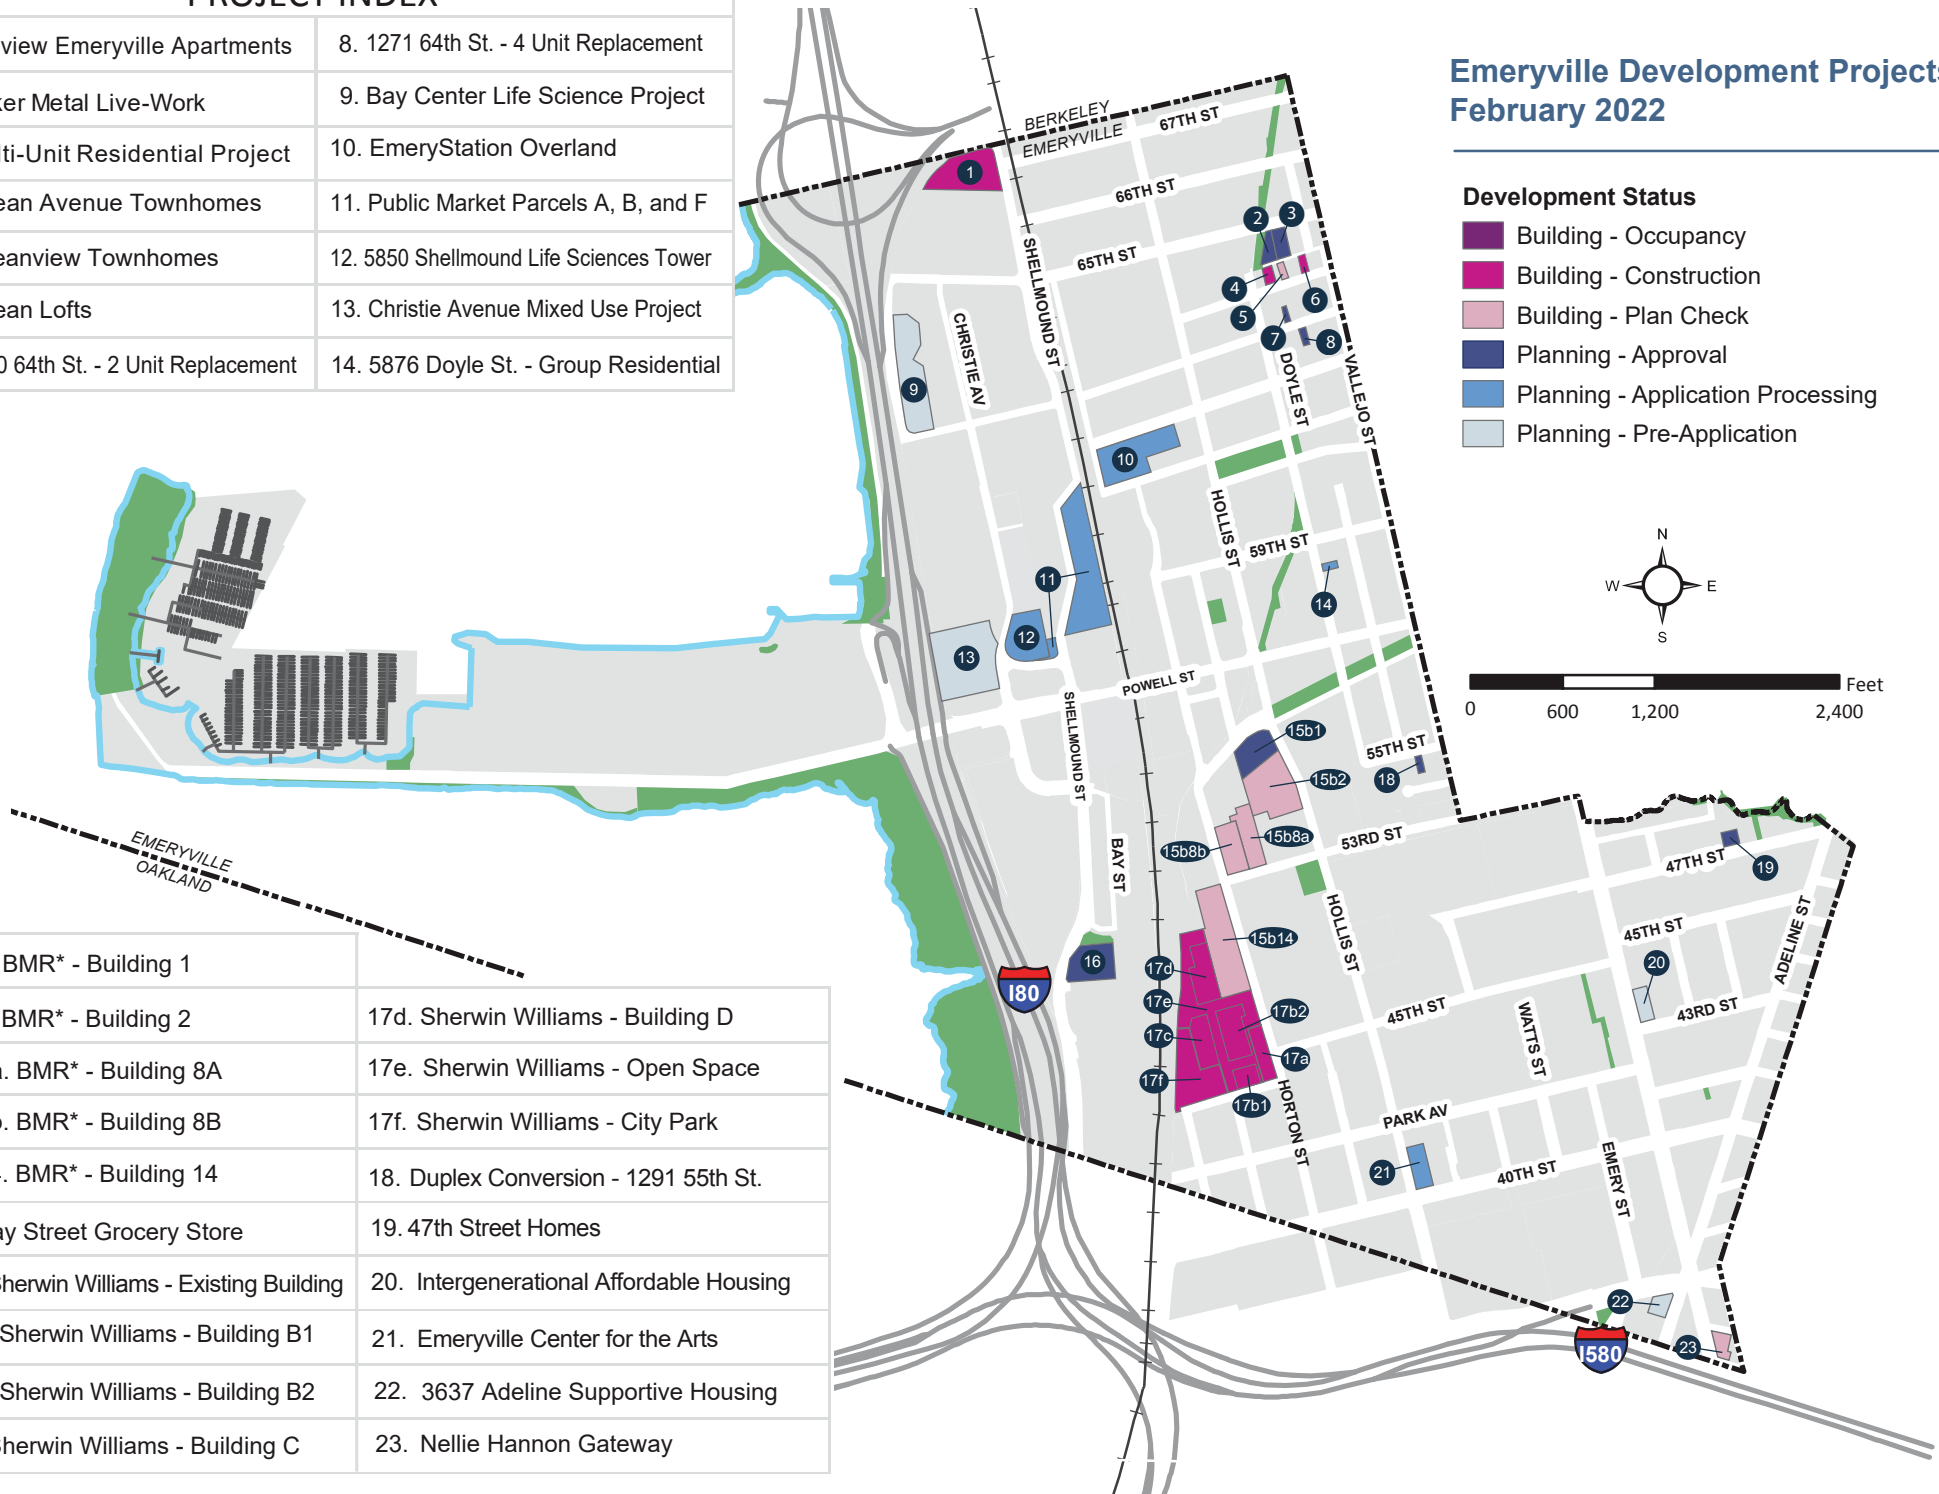 PROJECT INDEX
view Emeryville Apartments
8. 1271 64th St. - 4 Unit Replacement
ker Metal Live-Work
9. Bay Center Life Science Project
lti-Unit Residential Project
10. EmeryStation Overland
ean Avenue Townhomes
11. Public Market Parcels A, B, and F
eanview Townhomes
12. 5850 Shellmound Life Sciences Tower
ean Lofts
13. Christie Avenue Mixed Use Project
0 64th St. - 2 Unit Replacement
14. 5876 Doyle St. - Group Residential
Emeryville Development Projects
February 2022
Development Status
Building - Occupancy
Building - Construction
Building - Plan Check
Planning - Approval
Planning - Application Processing
Planning - Pre-Application
N
W
E
S
Feet
0
600
1,200
2,400
BERKELEY
EMERYVILLE
67TH ST
66TH ST
65TH ST
SHELLMOUND ST
CHRISTIE AV
DOYLE ST
VALLEJO ST
HOLLIS ST
59TH ST
POWELL ST
SHELLMOUND ST
BAY ST
55TH ST
53RD ST
HOLLIS ST
47TH ST
45TH ST
ADELINE ST
43RD ST
45TH ST
WATTS ST
HORTON ST
PARK AV
40TH ST
EMERY ST
EMERYVILLE
OAKLAND
I80
I580
1
2
3
4
5
6
7
8
9
10
11
12
13
14
15b1
15b2
15b8a
15b8b
15b14
16
17d
17e
17c
17f
17b2
17a
17b1
18
19
20
21
22
23
BMR* - Building 1
BMR* - Building 2
17d. Sherwin Williams - Building D
a. BMR* - Building 8A
17e. Sherwin Williams - Open Space
b. BMR* - Building 8B
17f. Sherwin Williams - City Park
4. BMR* - Building 14
18. Duplex Conversion - 1291 55th St.
ay Street Grocery Store
19. 47th Street Homes
Sherwin Williams - Existing Building
20. Intergenerational Affordable Housing
Sherwin Williams - Building B1
21. Emeryville Center for the Arts
Sherwin Williams - Building B2
22. 3637 Adeline Supportive Housing
Sherwin Williams - Building C
23. Nellie Hannon Gateway